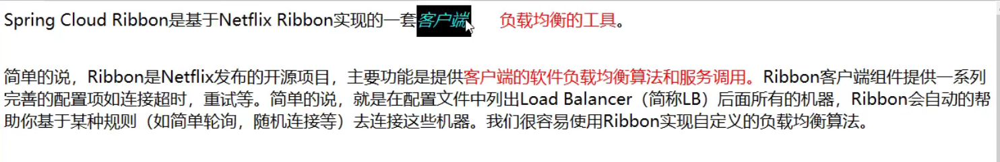 Spring Cloud Ribbon是基于Netflix Ribbon实现的一套客户端 负载均衡的工具。
简单的说，Ribbon是Netflix发布的开源项目，主要功能是提供客户端的软件负载均衡算法和服务调用。Ribbon客户端组件提供一系列
完善的配置项如连接超时，重试等。简单的说，就是在配置文件中列出Load Balancer（简称LB）后面所有的机器，Ribbon会自动的帮
助你基于某种规则（如简单轮询，随机连接等）去连接这些机器。我们很容易使用Ribbon实现自定义的负载均衡算法。